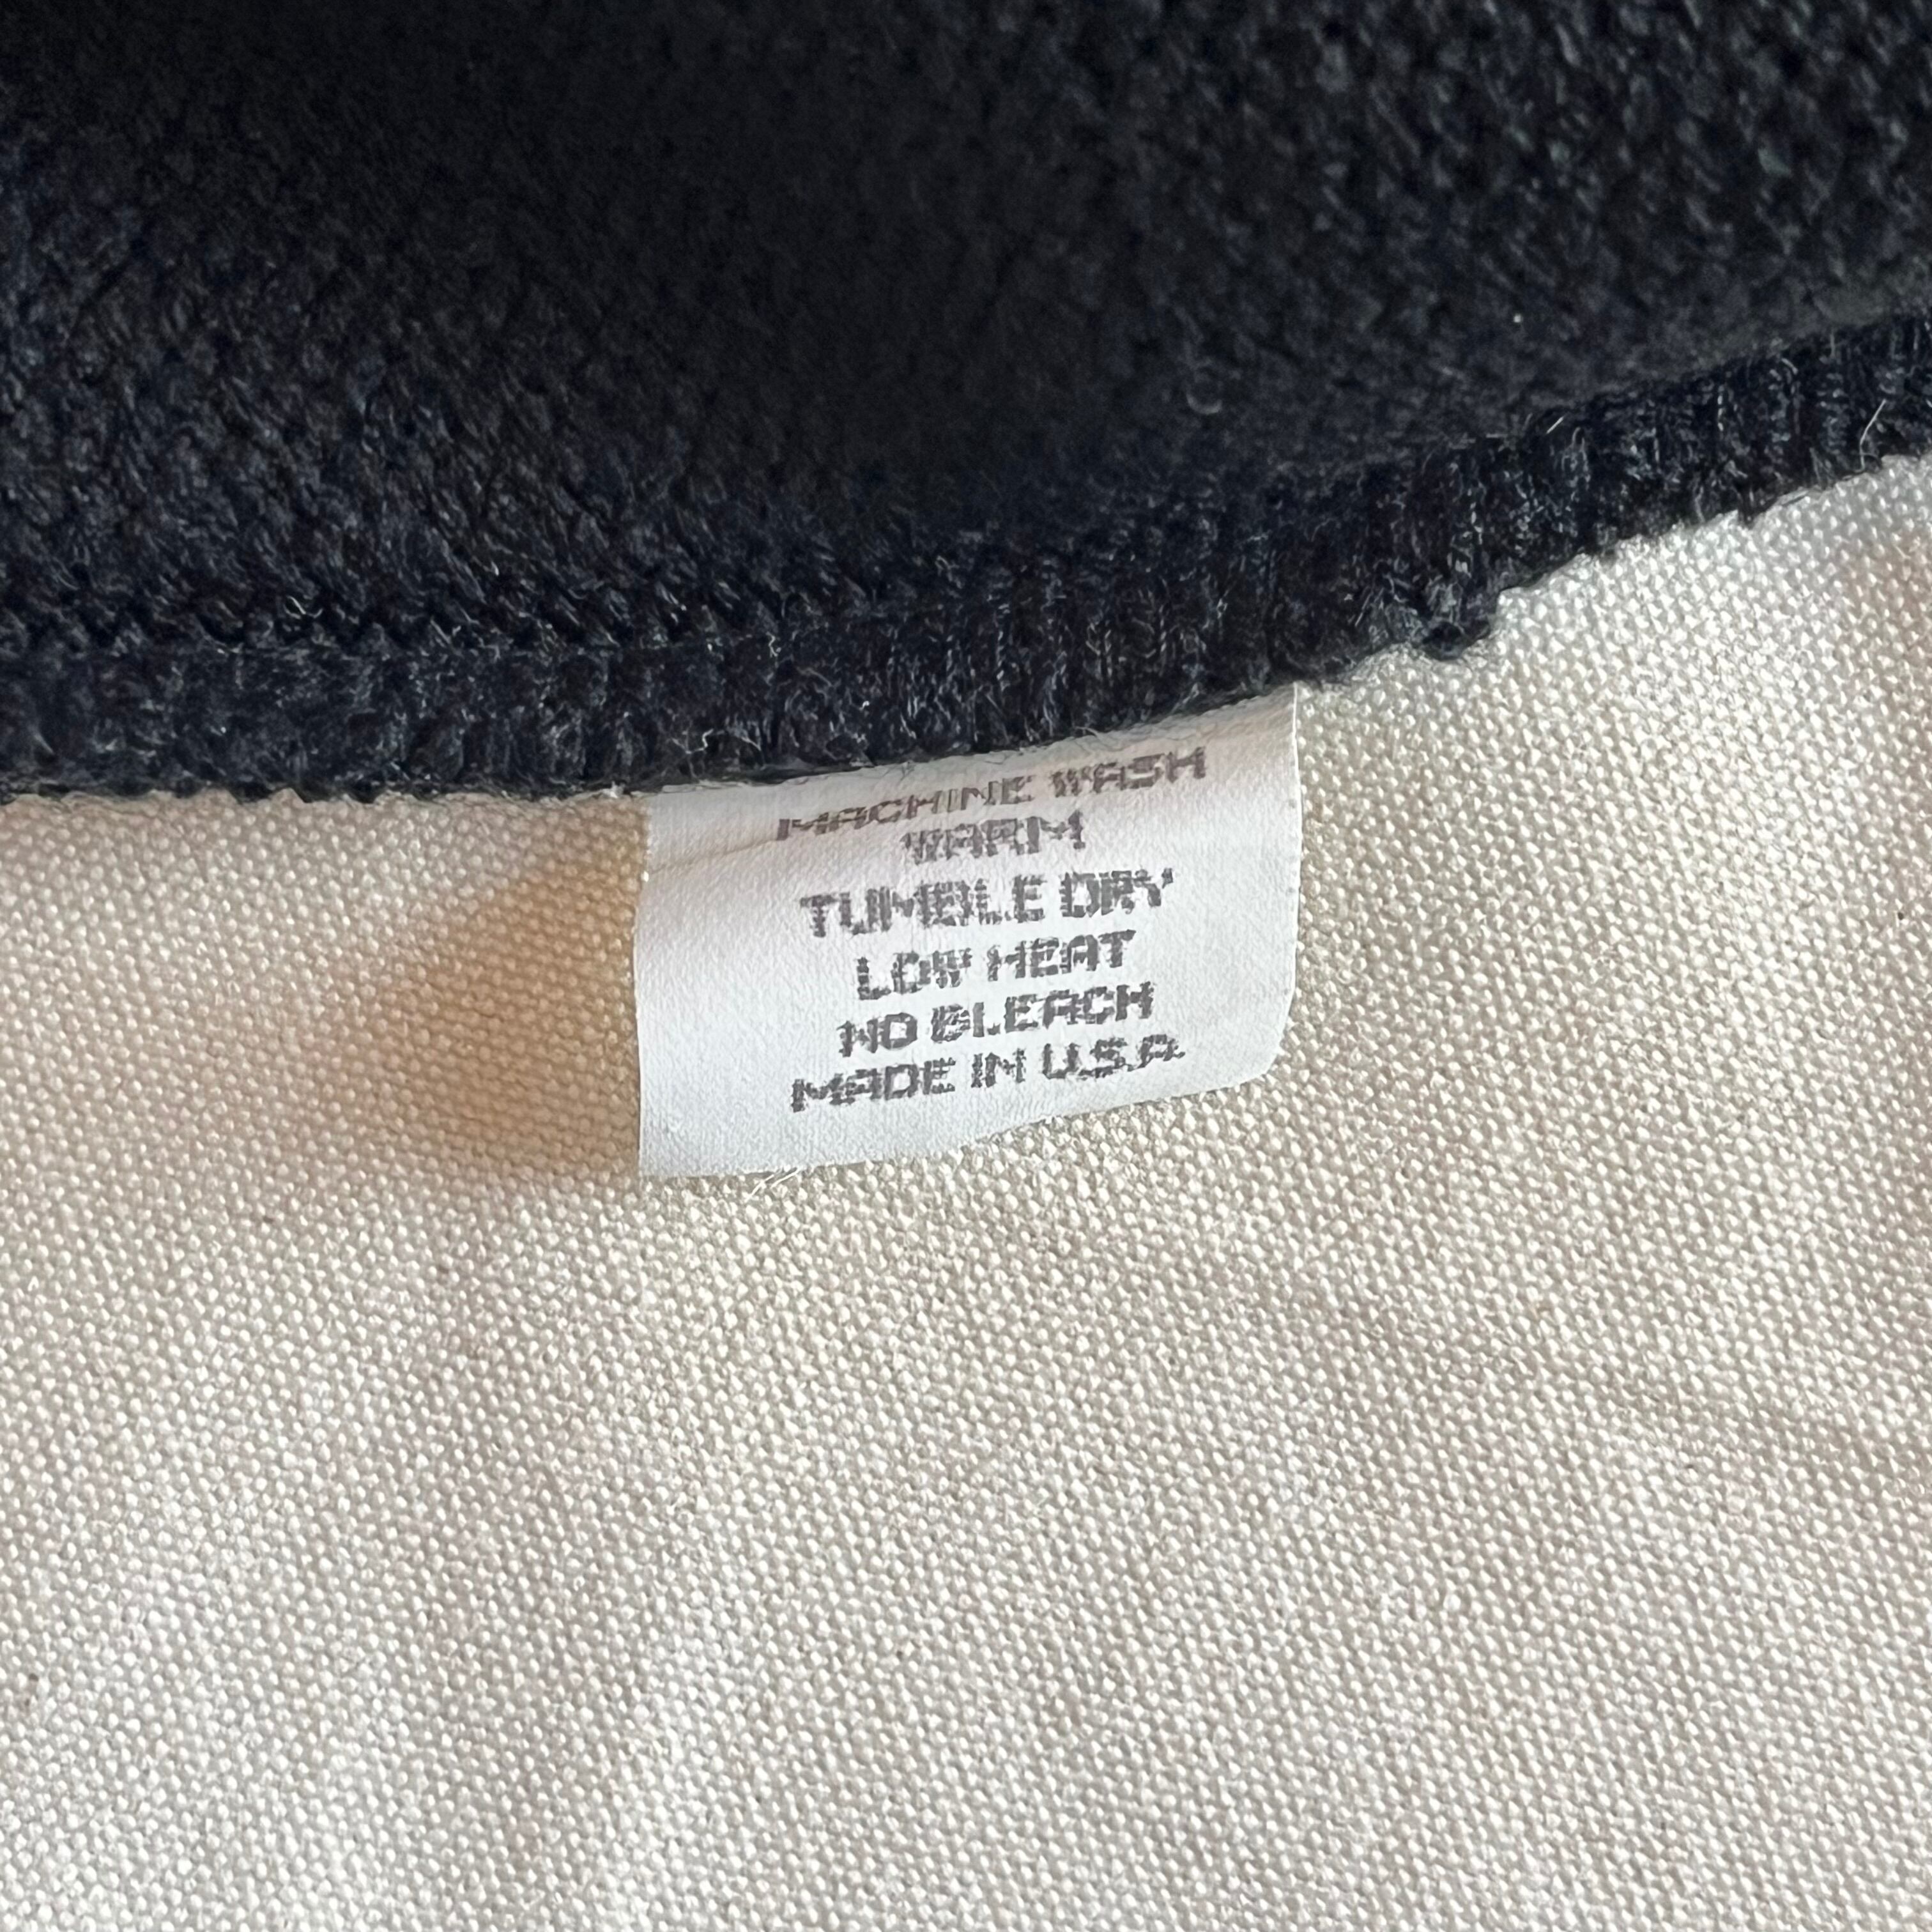 MACHINE WASH
WARM
TUMBLE DRY
LOW HEAT
NO BLEACH
MADE IN U.S.A.